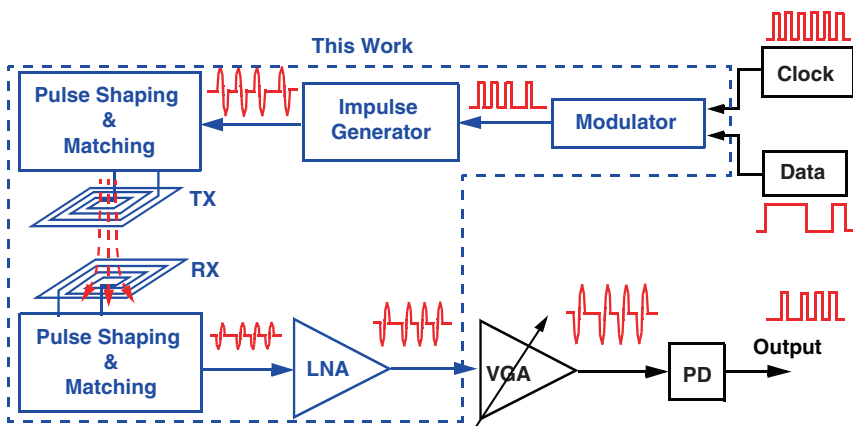 This Work
Pulse Shaping
&
Matching
Impulse
Generator
Modulator
Clock
Data
TX
RX
Pulse Shaping
&
Matching
LNA
VGA
PD
Output